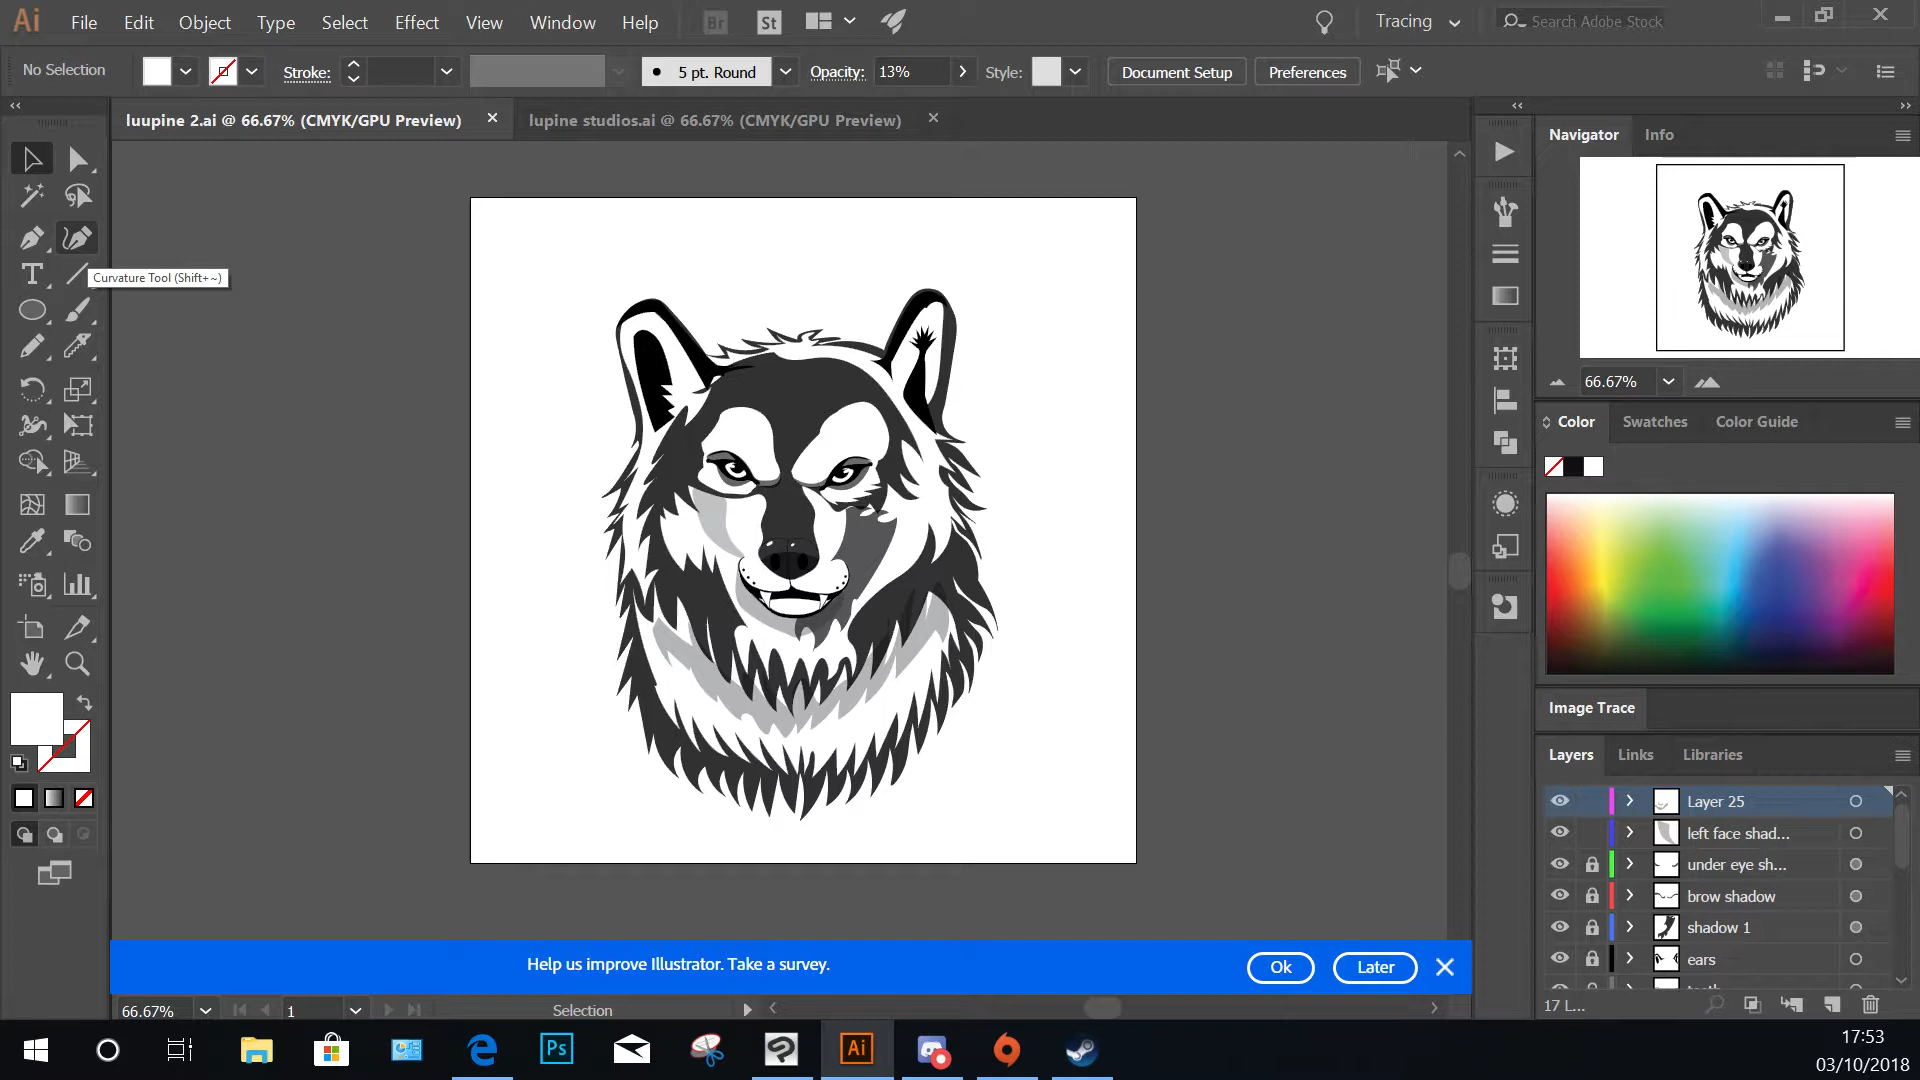 Ai File Edit Object Type Select Effect View Window Help Br St Tracing Search Adobe Stock
No Selection Stroke: 5 pt. Round Opacity: 13% Style: Document Setup Preferences
luupine 2.ai @ 66.67% (CMYK/GPU Preview) lupine studios.ai @ 66.67% (CMYK/GPU Preview)
Navigator Info
Curvature Tool (Shift+~)
66.67%
Color Swatches Color Guide
Image Trace
Layers Links Libraries
Layer 25
left face shad...
under eye sh...
brow shadow
shadow 1
ears
17 L...
Help us improve Illustrator. Take a survey. Ok Later
66.67% 1 Selection
Ps Ai
17:53
03/10/2018